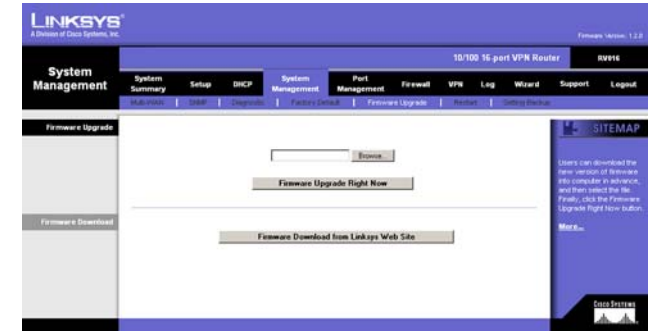 LINKSYS®
A Division of Cisco Systems, Inc.
Firmware Version: 1.2.0
10/100 16-port VPN Router RV016
System Management
System Summary Setup DHCP System Management Port Management Firewall VPN Log Wizard Support Logout
Multi-WAN | SNMP | Diagnostic | Factory Default | Firmware Upgrade | Restart | Setting Backup
Firmware Upgrade
Browse...
Firmware Upgrade Right Now
Firmware Download
Firmware Download from Linksys Web Site
SITEMAP
Users can download the
new version of firmware
into computer in advance,
and then select the file.
Finally, click the Firmware
Upgrade Right Now button.
More...
CISCO SYSTEMS